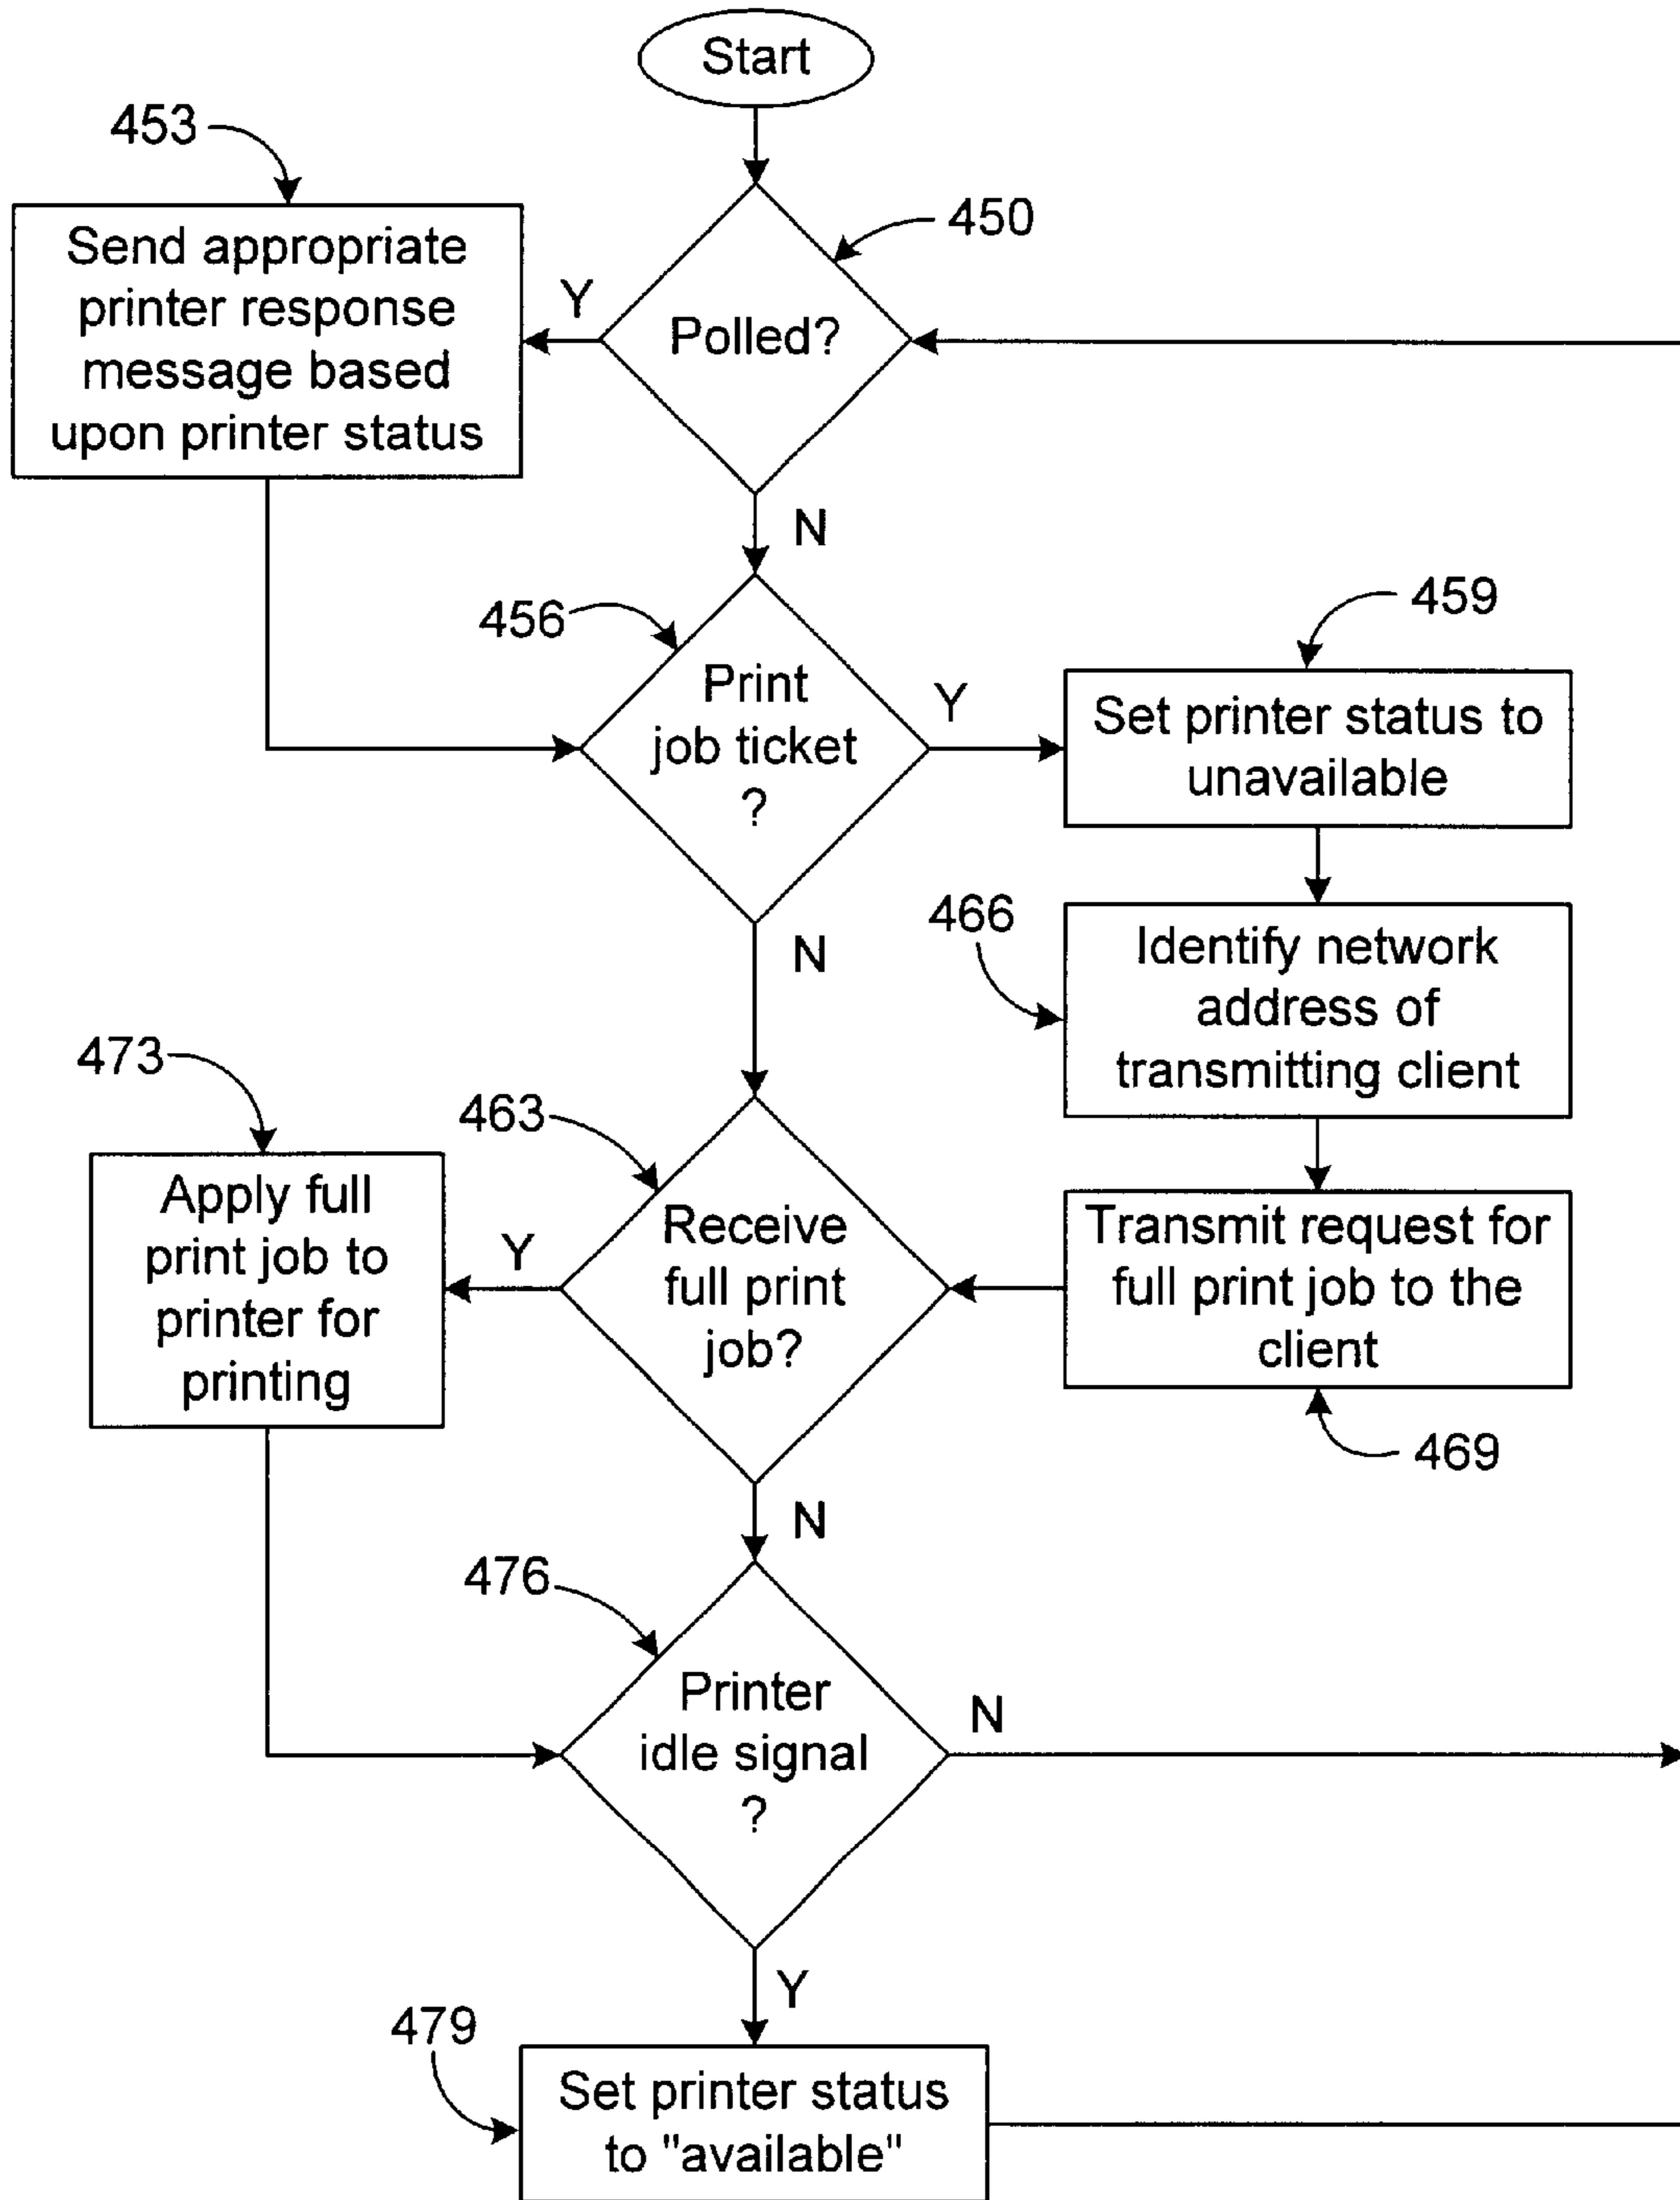 Start
453
450
Send appropriate
printer response
message based
upon printer status
Y
Polled?
N
456
459
Print
job ticket
?
Y
Set printer status to
unavailable
466
N
Identify network
address of
transmitting client
473
463
Apply full
print job to
printer for
printing
Y
Receive
full print
job?
Transmit request for
full print job to the
client
469
N
476
Printer
idle signal
?
N
Y
479
Set printer status
to "available"